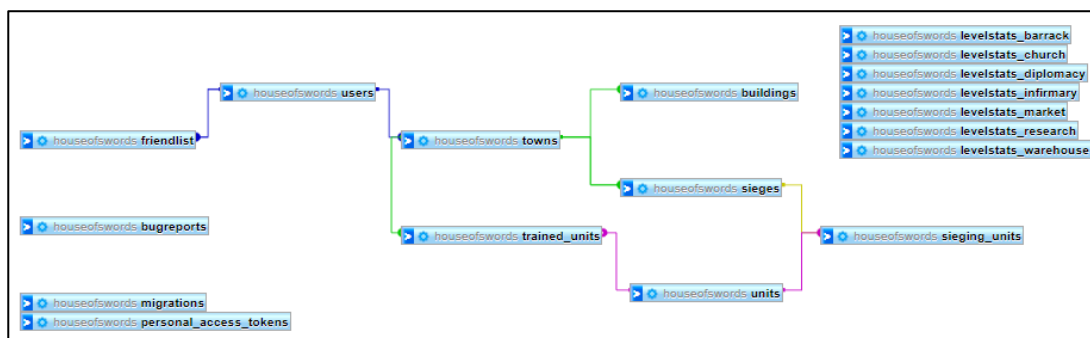 houseofswords levelstats_barrack
houseofswords levelstats_church
houseofswords levelstats_diplomacy
houseofswords levelstats_infirmary
houseofswords levelstats_market
houseofswords levelstats_research
houseofswords levelstats_warehouse
houseofswords users
houseofswords buildings
houseofswords friendlist
houseofswords towns
houseofswords sieges
houseofswords bugreports
houseofswords trained_units
houseofswords sieging_units
houseofswords units
houseofswords migrations
houseofswords personal_access_tokens